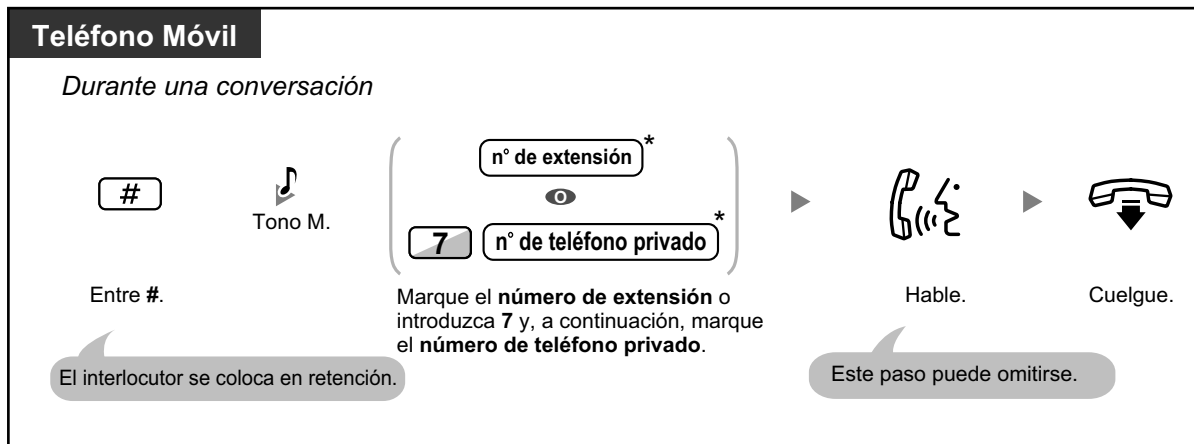 Teléfono Móvil
Durante una conversación
#
Tono M.
n° de extensión*
o
7 n° de teléfono privado*
Entre #.
Marque el número de extensión o
introduzca 7 y, a continuación, marque
el número de teléfono privado.
Hable.
Cuelgue.
El interlocutor se coloca en retención.
Este paso puede omitirse.